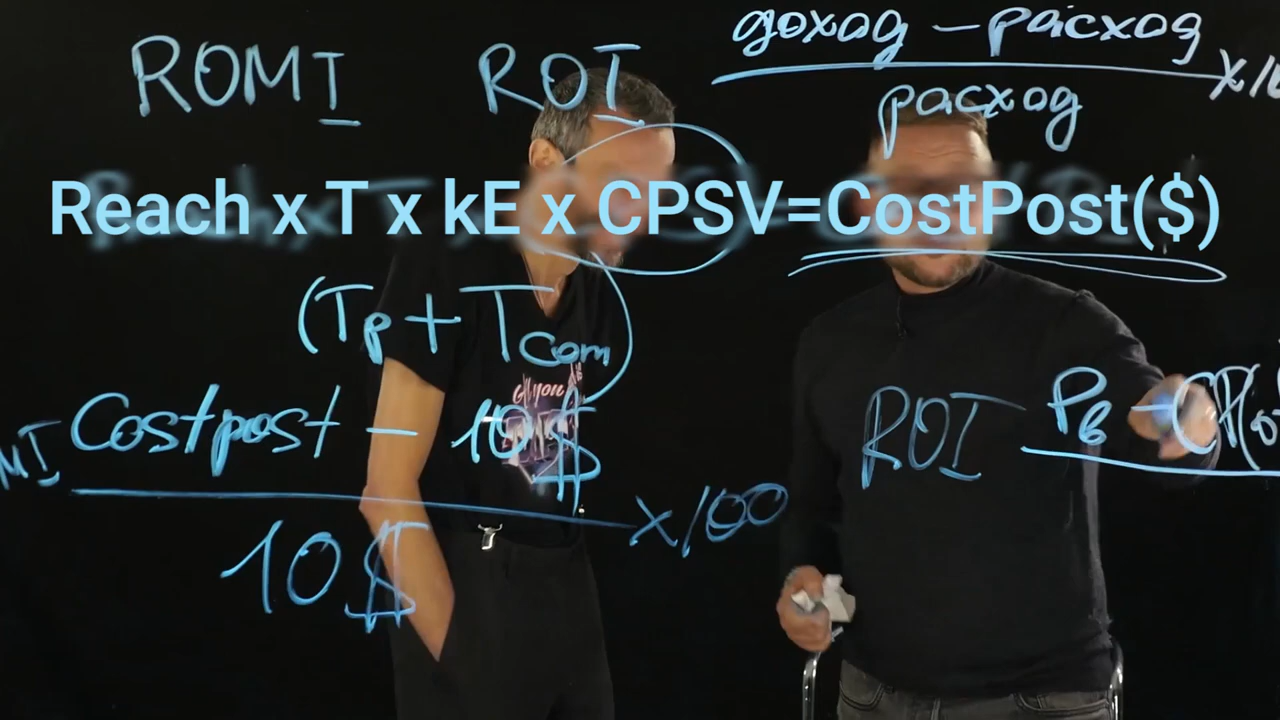 ROMI ROI
доход - расход
расход
Reach x T x kE x CPSV=CostPost($)
(Tp + Tcom)
Costpost - 10$
10$
x100
ROI